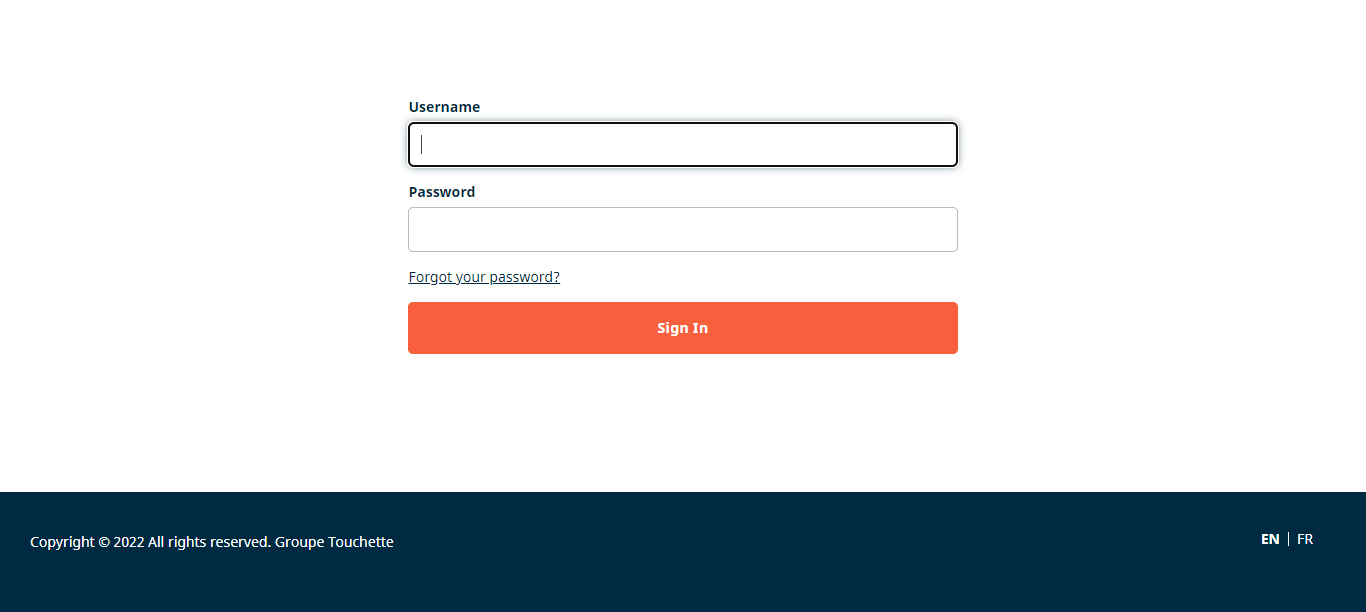 Username
Password
Forgot your password?
Sign In
Copyright © 2022 All rights reserved. Groupe Touchette
EN | FR